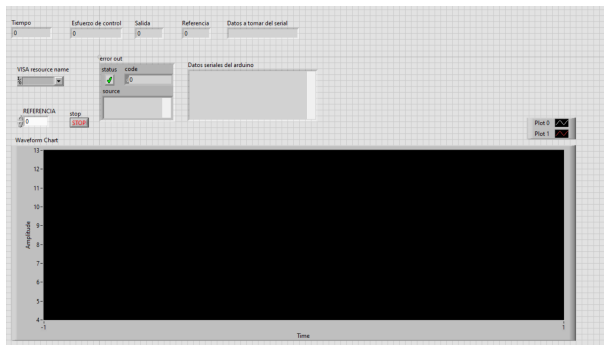 Tiempo
Esfuerzo de control
Salida
Referencia
Datos a tomar del serial
0
0
0
0
VISA resource name
error out
status
code
0
source
Datos seriales del arduino
REFERENCIA
0
stop
STOP
Plot 0
Plot 1
Waveform Chart
Amplitude
13
12
11
10
9
8
7
6
5
4
-1
1
Time